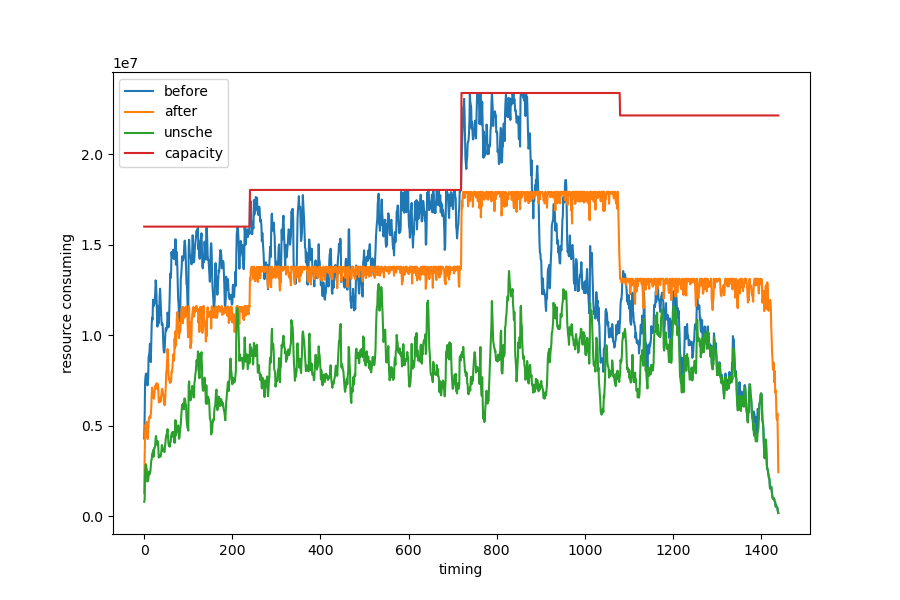 1e7
before
after
unsche
capacity
2.0
1.5
1.0
0.5
0.0
resource consuming
0 200 400 600 800 1000 1200 1400
timing